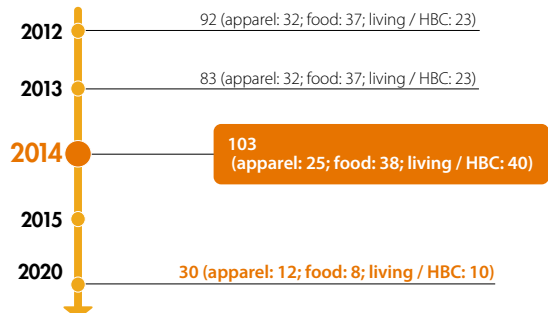 2012
92 (apparel: 32; food: 37; living / HBC: 23)
2013
83 (apparel: 32; food: 37; living / HBC: 23)
2014
103
(apparel: 25; food: 38; living / HBC: 40)
2015
2020
30 (apparel: 12; food: 8; living / HBC: 10)